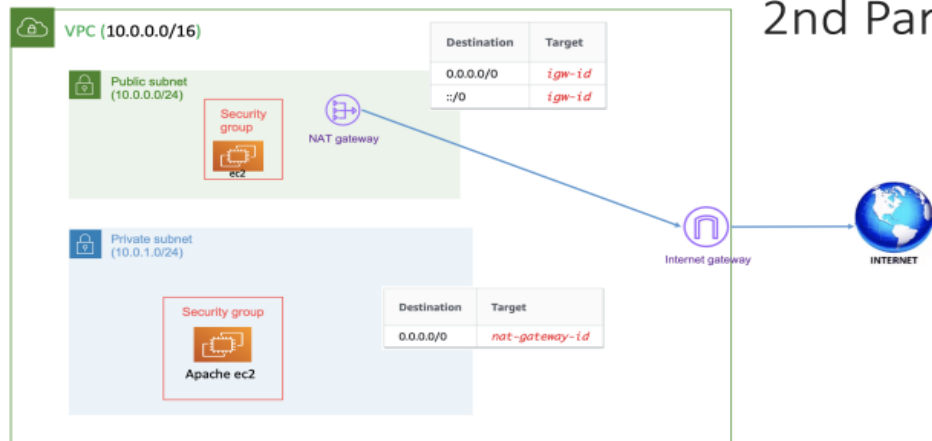 2nd Par
VPC (10.0.0.0/16)
Destination Target
0.0.0.0/0 igw-id
::/0 igw-id
Public subnet
(10.0.0.0/24)
Security
group
ec2
NAT gateway
Internet gateway
INTERNET
Private subnet
(10.0.1.0/24)
Security group
Apache ec2
Destination Target
0.0.0.0/0 nat-gateway-id